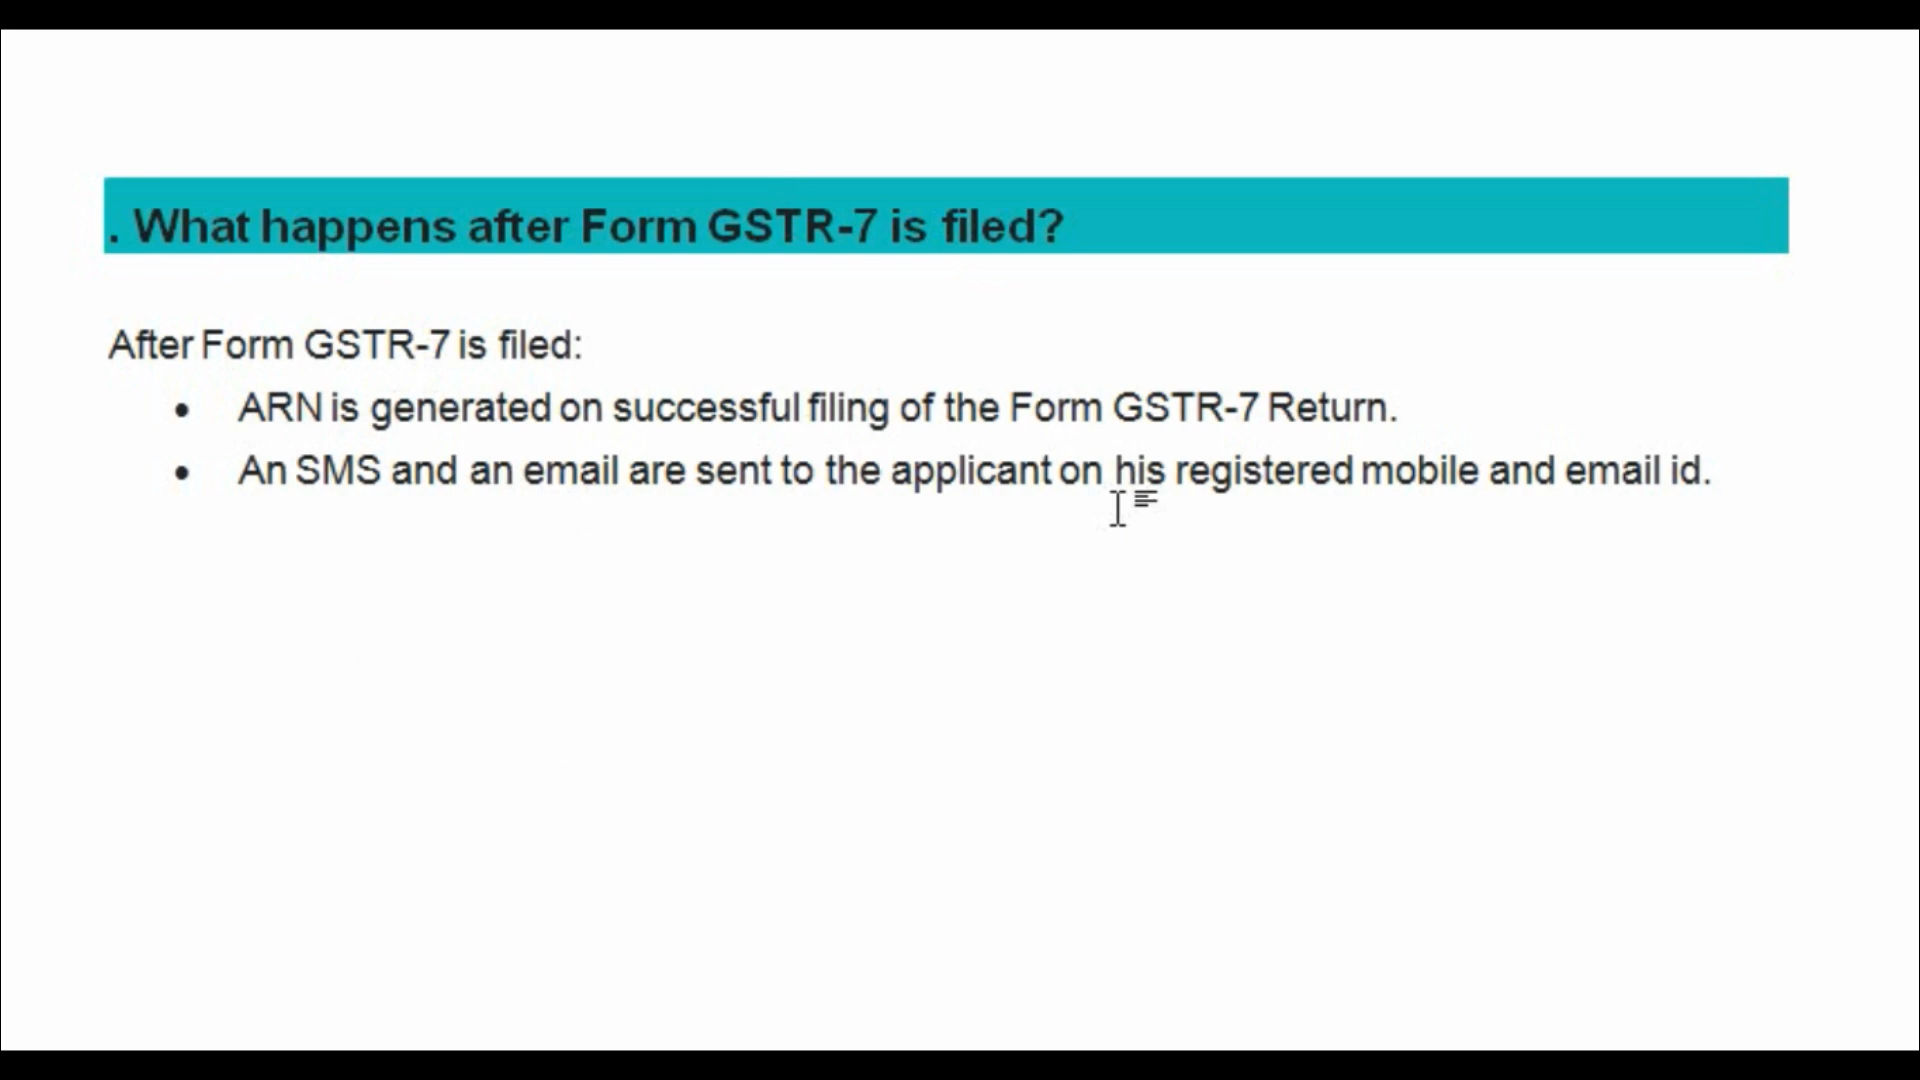 . What happens after Form GSTR-7 is filed?
After Form GSTR-7 is filed:
• ARN is generated on successful filing of the Form GSTR-7 Return.
• An SMS and an email are sent to the applicant on his registered mobile and email id.